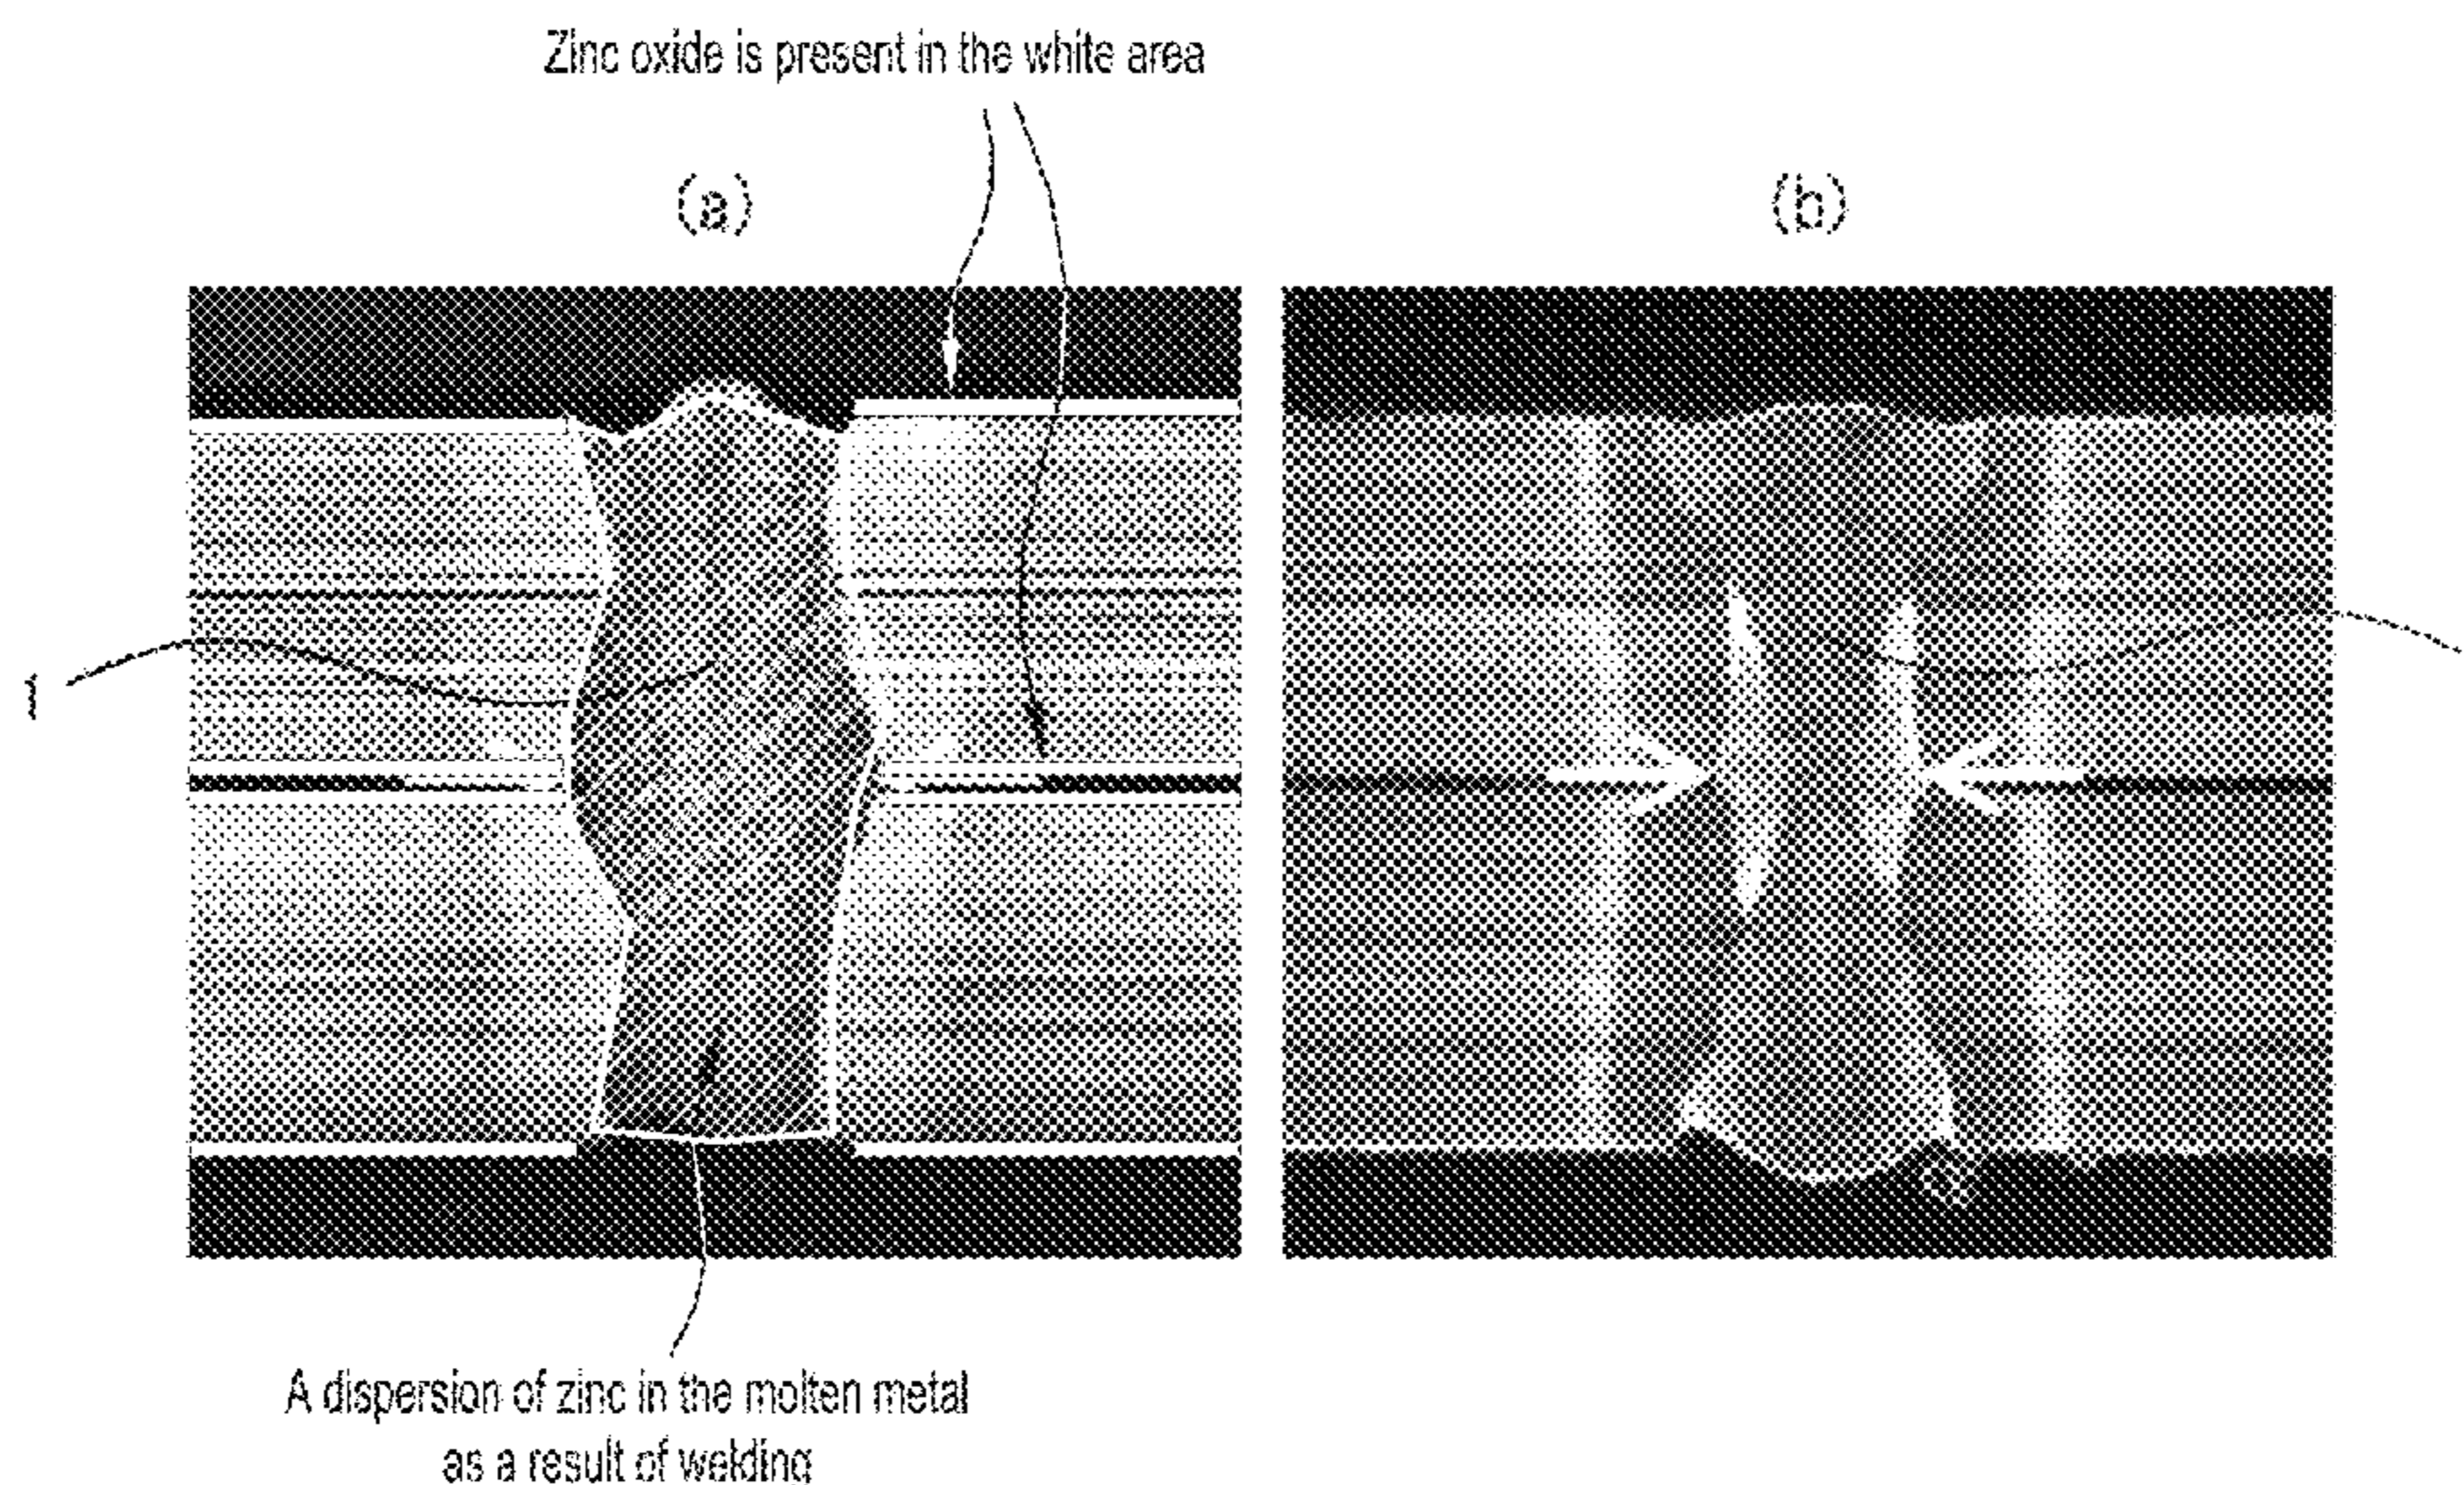 Zinc oxide is present in the white area
(a)
(b)
1
A dispersion of zinc in the molten metal
as a result of welding